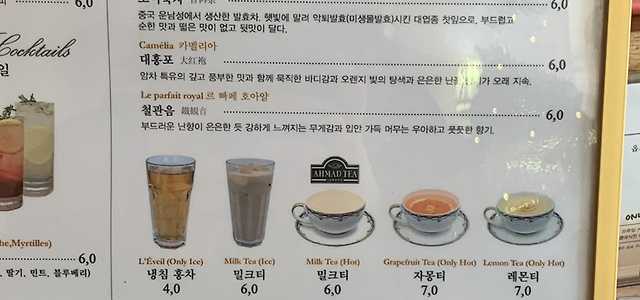 6,0
중국 운남성에서 생산한 발효차. 햇빛에 말려 악퇴발효(미생물발효)시킨 대엽종 찻잎으로, 부드럽고
순한 맛과 떫은 맛이 없고 뒷맛이 달다.
Cocktails
일
Camélia 카멜리아
대홍포 大红袍 6,0
암차 특유의 깊고 풍부한 맛과 함께 묵직한 바디감과 오렌지 빛의 탕색과 은은한 난 가 오래 지속.
Le parfait royal 르 빠페 호아얄
철관음 鐵観音 6,0
부드러운 난향이 은은한 듯 강하게 느껴지는 무게감과 입안 가득 머무는 우아하고 풋풋한 향기.
AHMAD TEA
LONDON
he,Myrtilles)
6,0
, 딸기, 민트, 블루베리)
L'Éveil (Only Ice) Milk Tea (Ice) Milk Tea (Hot) Grapefruit Tea (Only Hot) Lemon Tea (Only Hot)
냉침 홍차 밀크티 밀크티 자몽티 레몬티
4,0 6,0 6,0 7,0 7,0